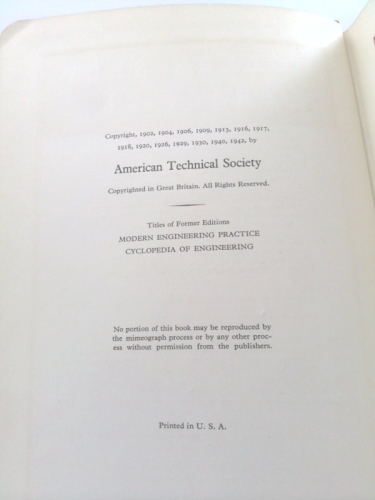 Copyright, 1902, 1904, 1906, 1909, 1913, 1916, 1917,
1918, 1920, 1926, 1929, 1930, 1940, 1942, by
American Technical Society
Copyrighted in Great Britain. All Rights Reserved.
Titles of Former Editions
MODERN ENGINEERING PRACTICE
CYCLOPEDIA OF ENGINEERING
No portion of this book may be reproduced by
the mimeograph process or by any other proc-
ess without permission from the publishers.
Printed in U. S. A.